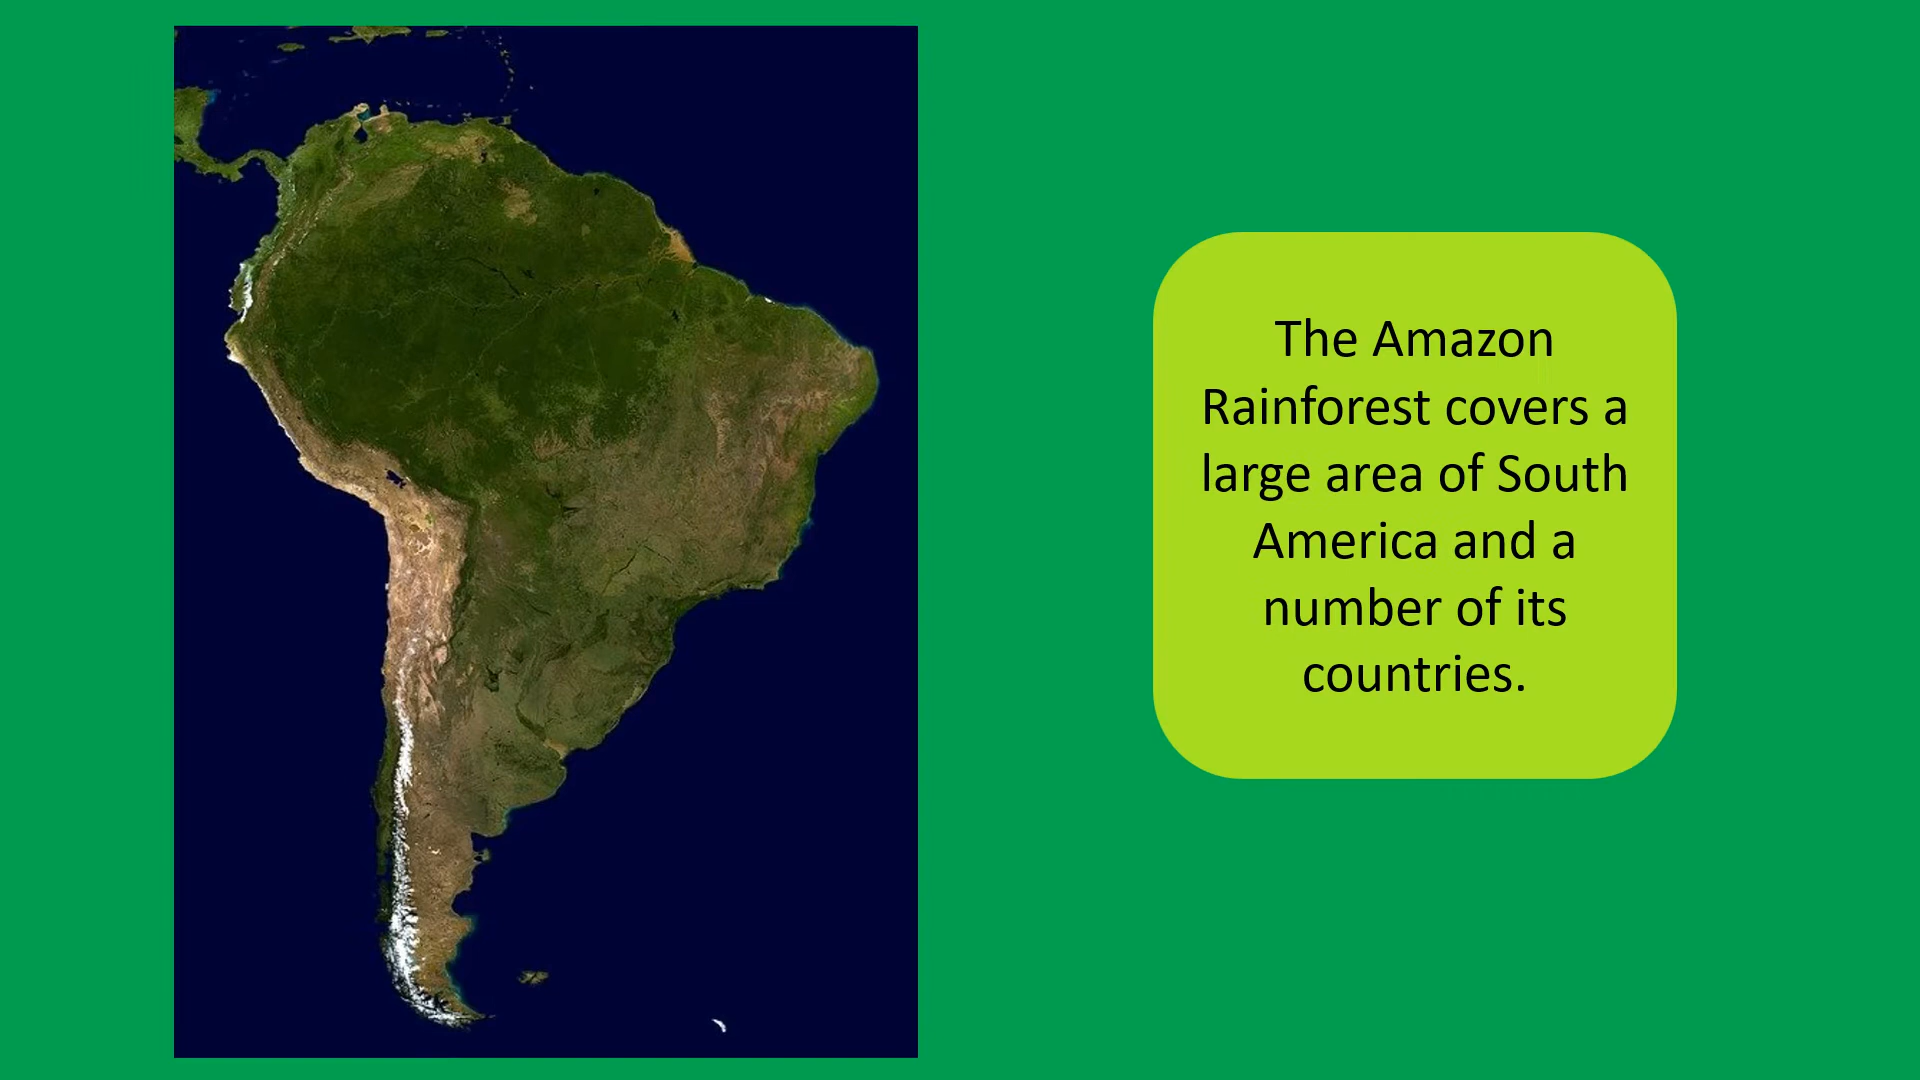 The Amazon
Rainforest covers a
large area of South
America and a
number of its
countries.